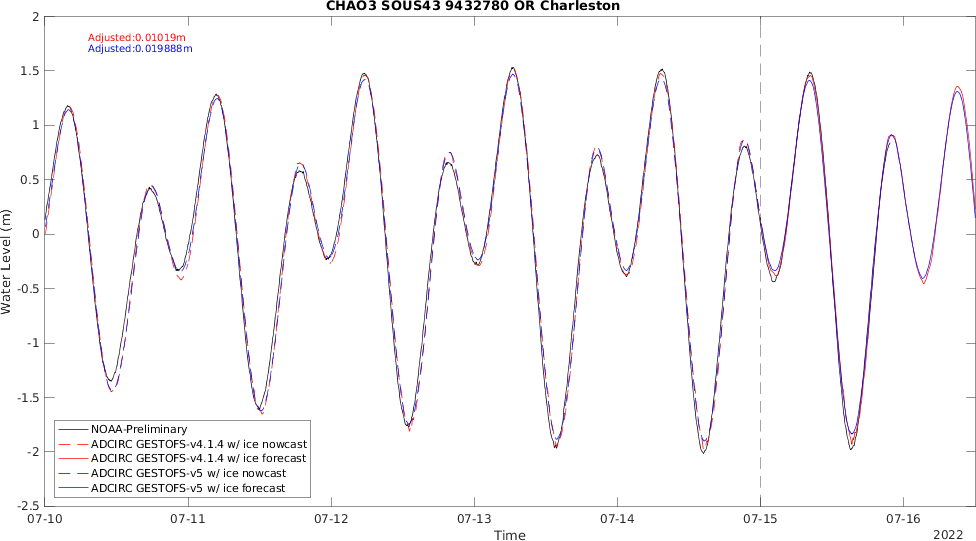 CHAO3 SOUS43 9432780 OR Charleston
Adjusted:0.01019m
Adjusted:0.019888m
2
1.5
1
0.5
0
-0.5
-1
-1.5
-2
-2.5
Water Level (m)
NOAA-Preliminary
ADCIRC GESTOFS-v4.1.4 w/ ice nowcast
ADCIRC GESTOFS-v4.1.4 w/ ice forecast
ADCIRC GESTOFS-v5 w/ ice nowcast
ADCIRC GESTOFS-v5 w/ ice forecast
07-10 07-11 07-12 07-13 07-14 07-15 07-16
Time
2022